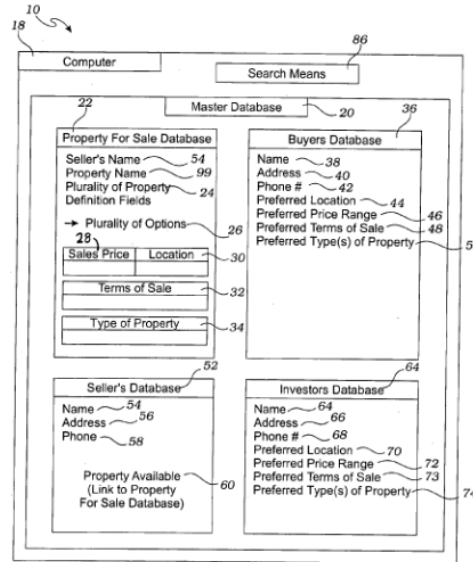 10
18
86
Computer
Search Means
Master Database
20
22
36
Property For Sale Database
Seller's Name 54
Property Name 99
Plurality of Property 24
Definition Fields
Plurality of Options 26
28
Sales Price Location 30
Terms of Sale 32
Type of Property 34
Buyers Database
Name 38
Address 40
Phone # 42
Preferred Location 44
Preferred Price Range 46
Preferred Terms of Sale 48
Preferred Type(s) of Property 5
52
Seller's Database
Name 54
Address 56
Phone 58
Property Available 60
(Link to Property
For Sale Database)
64
Investors Database
Name 64
Address 66
Phone # 68
Preferred Location 70
Preferred Price Range 72
Preferred Terms of Sale 73
Preferred Type(s) of Property 74